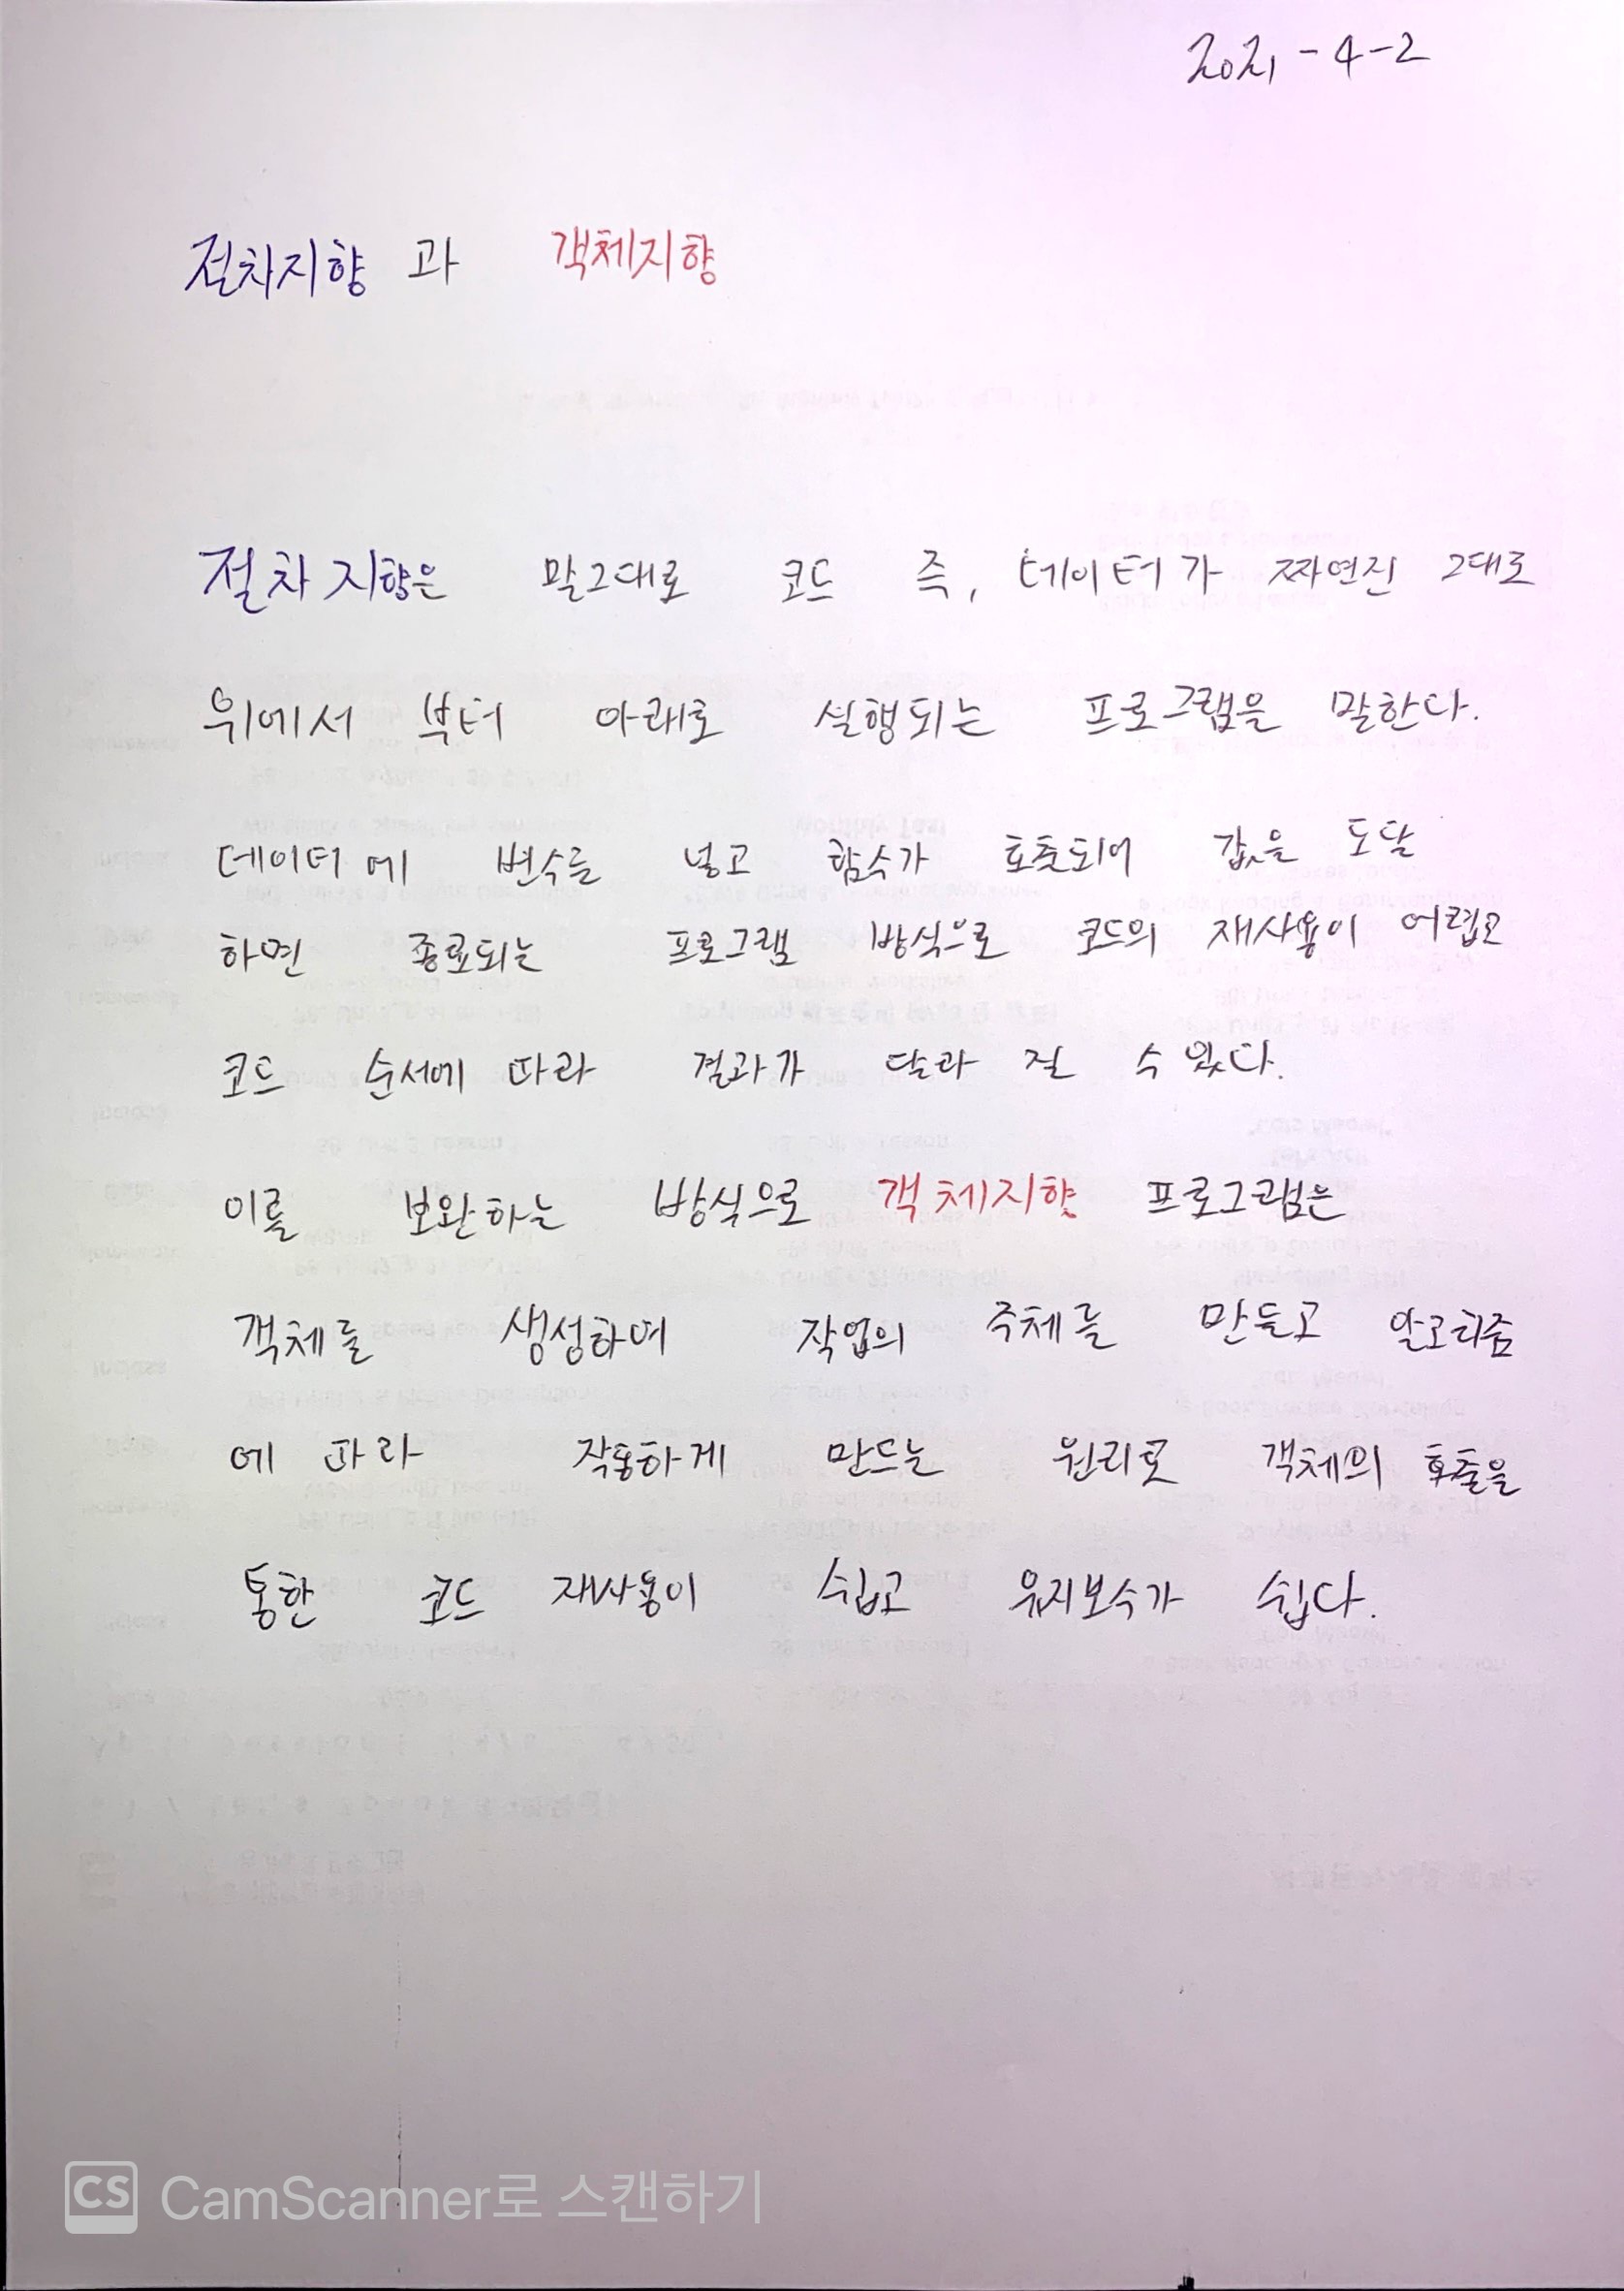 2021-4-2
절차지향 과 객체지향
절차 지향은 말그대로 코드 즉, 데이터가 짜연진 그대로
위에서 부터 아래로 실행되는 프로그램을 말한다.
데이터에 변수를 넣고 함수가 호출되어 값을 도달
하면 종료되는 프로그램 방식으로 코드의 재사용이 어렵고
코드 순서에 따라 결과가 달라 질 수 있다.
이를 보완하는 방식으로 객체지향 프로그램은
객체를 생성하여 작업의 주체를 만들고 알고리즘
에 따라 작동하게 만드는 원리로 객체의 호출을
통한 코드 재사용이 쉽고 유지보수가 쉽다.
CS CamScanner로 스캔하기